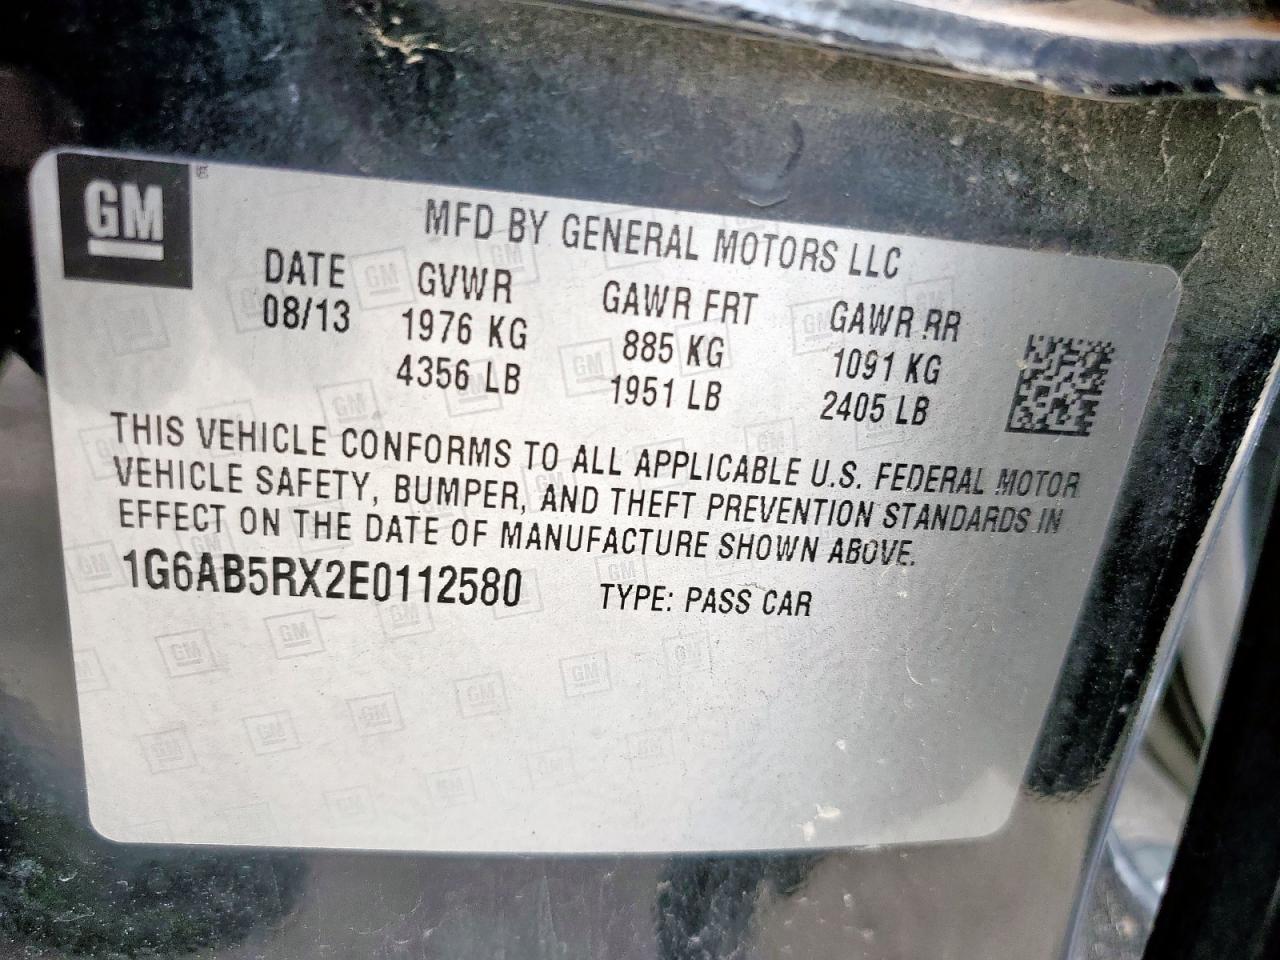 GM
MFD BY GENERAL MOTORS LLC
DATE GVWR GAWR FRT GAWR RR
08/13 1976 KG 885 KG 1091 KG
4356 LB 1951 LB 2405 LB
THIS VEHICLE CONFORMS TO ALL APPLICABLE U.S. FEDERAL MOTOR
VEHICLE SAFETY, BUMPER, AND THEFT PREVENTION STANDARDS IN
EFFECT ON THE DATE OF MANUFACTURE SHOWN ABOVE.
1G6AB5RX2E0112580 TYPE: PASS CAR